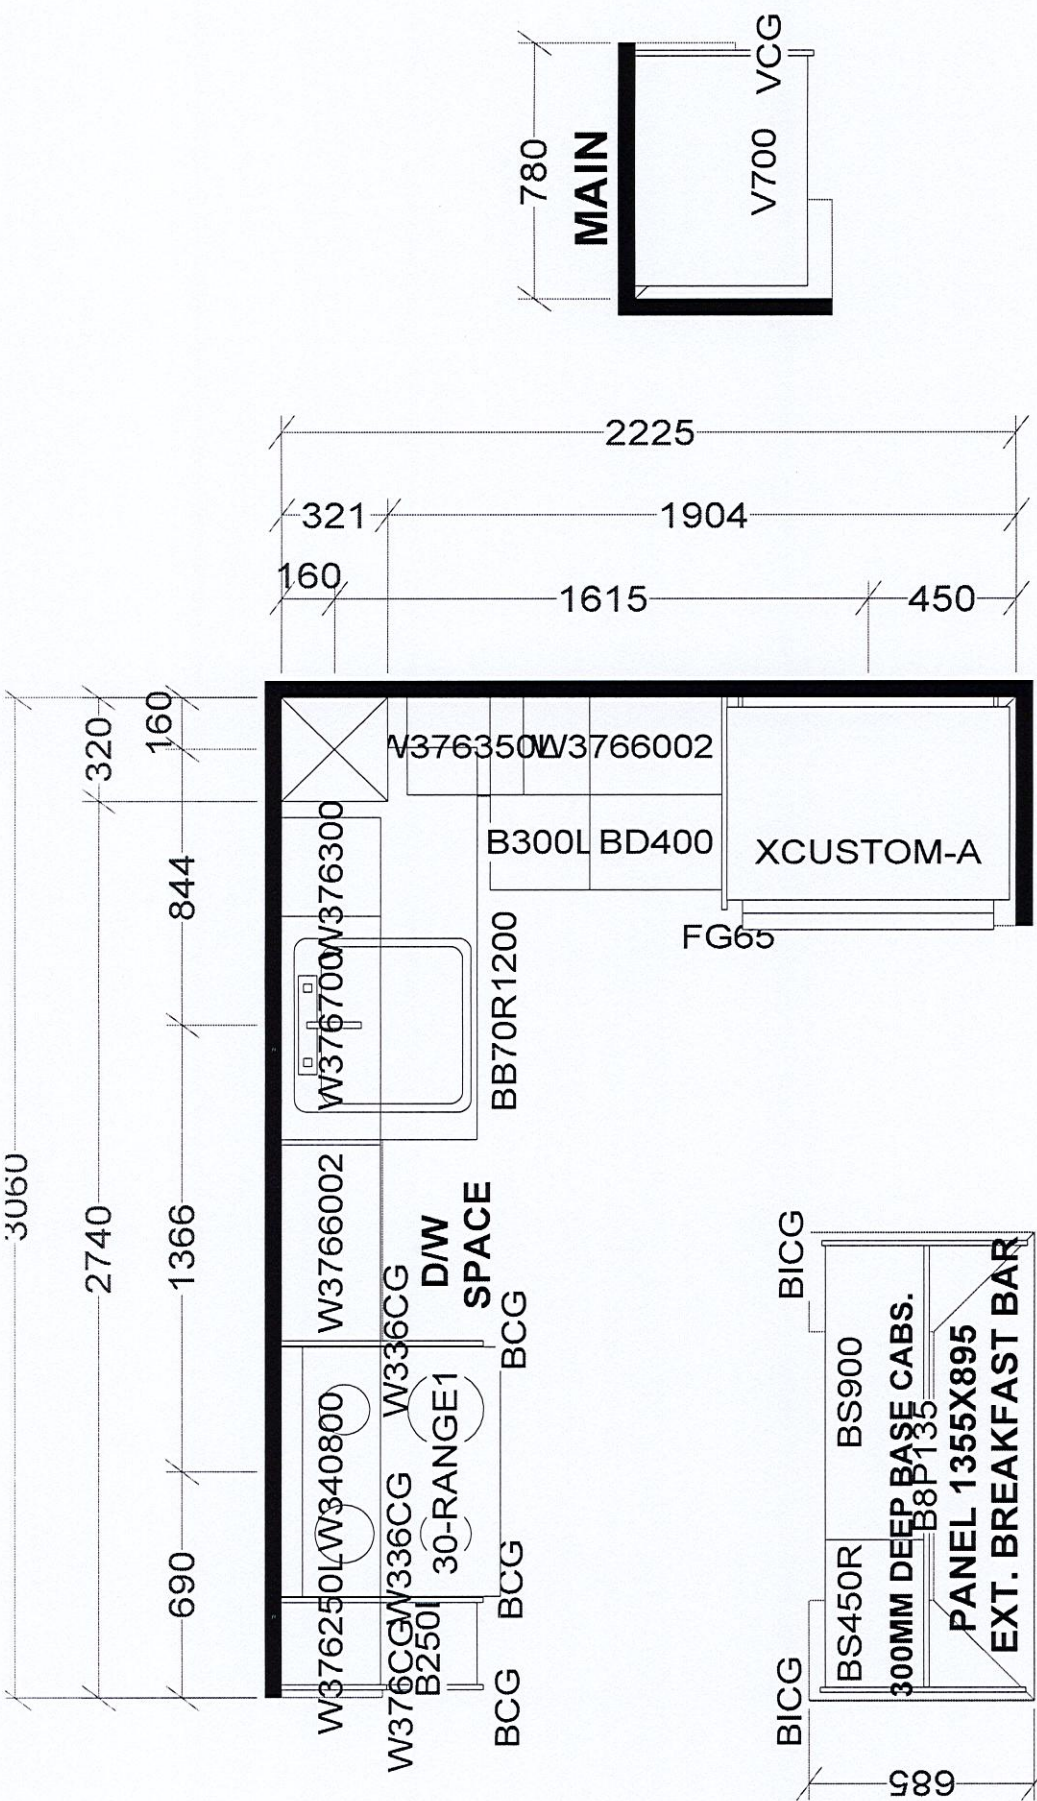 780
MAIN
V700
VCG
2225
321
1904
160
1615
450
3060
320
160
2740
844
1366
690
W376350L
W3766002
B300L
BD400
XCUSTOM-A
FG65
W376300
W376700
BB70R1200
W3766002
D/W
SPACE
W336CG
BCG
W340800
30-RANGE1
W376250L
W336CG
BCG
W376CG
B250L
BCG
BICG
BS900
BS450R
300MM DEEP BASE CABS.
B8P135
PANEL 1355X895
EXT. BREAKFAST BAR
BICG
685